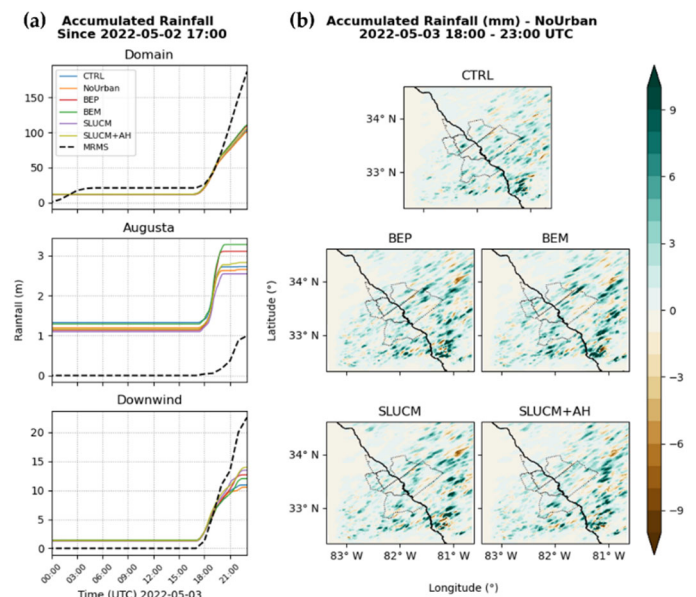 (a) Accumulated Rainfall
Since 2022-05-02 17:00
Domain
CTRL
NoUrban
BEP
BEM
SLUCM
SLUCM+AH
MRMS
150
100
50
0
Augusta
3
2
1
0
Rainfall (m)
Downwind
20
15
10
5
0
00:00
03:00
06:00
09:00
12:00
15:00
18:00
21:00
Time (UTC) 2022-05-03
(b) Accumulated Rainfall (mm) - NoUrban
2022-05-03 18:00 - 23:00 UTC
CTRL
34° N
33° N
BEP
BEM
34° N
33° N
Latitude (°)
SLUCM
SLUCM+AH
34° N
33° N
83° W
82° W
81° W
83° W
82° W
81° W
Longitude (°)
9
6
3
0
−3
−6
−9